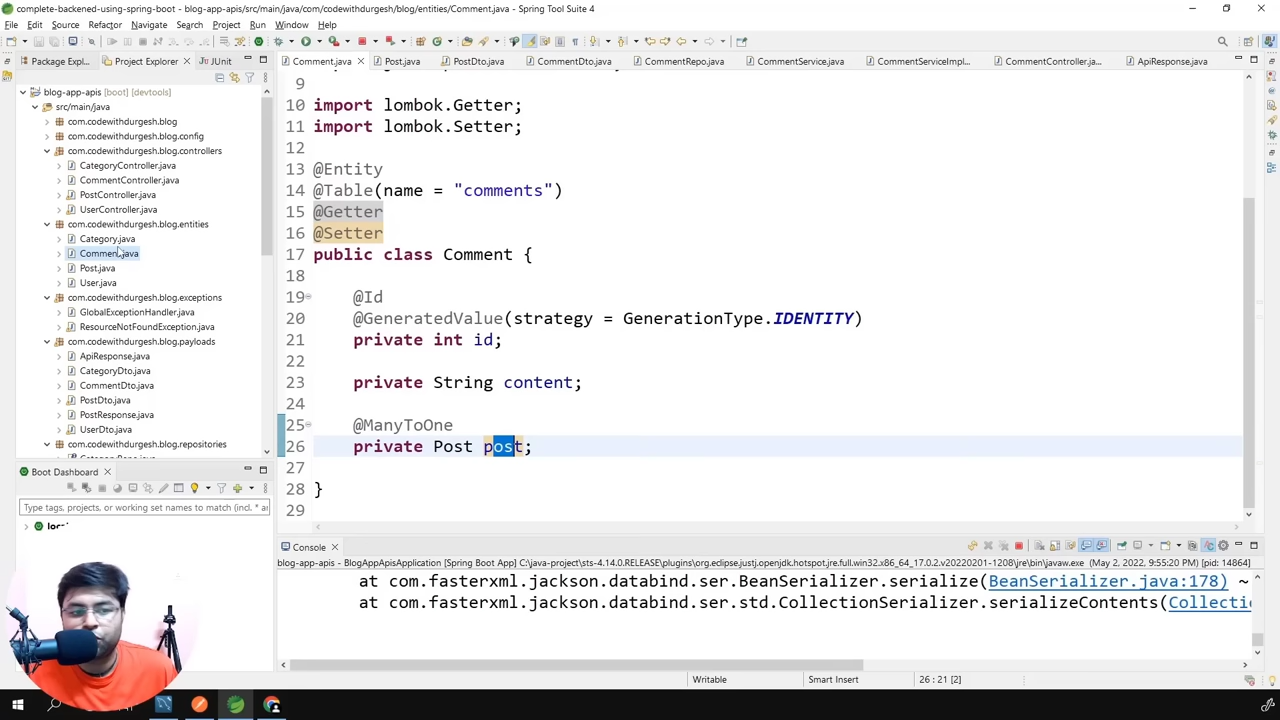 complete-backened-using-spring-boot - blog-app-apis/src/main/java/com/codewithdurgesh/blog/entities/Comment.java - Spring Tool Suite 4
File Edit Source Refactor Navigate Search Project Run Window Help
Package Expl... Project Explorer JUnit
Comment.java Post.java PostDto.java CommentDto.java CommentRepo.java CommentService.java CommentServiceImpl... CommentController.ja... ApiResponse.java
blog-app-apis [boot] [devtools]
src/main/java
com.codewithdurgesh.blog
com.codewithdurgesh.blog.config
com.codewithdurgesh.blog.controllers
CategoryController.java
CommentController.java
PostController.java
UserController.java
com.codewithdurgesh.blog.entities
Category.java
Comment.java
Post.java
User.java
com.codewithdurgesh.blog.exceptions
GlobalExceptionHandler.java
ResourceNotFoundException.java
com.codewithdurgesh.blog.payloads
ApiResponse.java
CategoryDto.java
CommentDto.java
PostDto.java
PostResponse.java
UserDto.java
com.codewithdurgesh.blog.repositories
9
10 import lombok.Getter;
11 import lombok.Setter;
12
13 @Entity
14 @Table(name = "comments")
15 @Getter
16 @Setter
17 public class Comment {
18
19 @Id
20 @GeneratedValue(strategy = GenerationType.IDENTITY)
21 private int id;
22
23 private String content;
24
25 @ManyToOne
26 private Post post;
27
28 }
29
Boot Dashboard
Type tags, projects, or working set names to match (incl. * ar
Console
blog-app-apis - BlogAppApisApplication [Spring Boot App] C:\java-project\sts-4.14.0.RELEASE\plugins\org.eclipse.justj.openjdk.hotspot.jre.full.win32.x86_64_17.0.2.v20220201-1208\jre\bin\javaw.exe (May 2, 2022, 9:55:20 PM) [pid: 14864]
at com.fasterxml.jackson.databind.ser.BeanSerializer.serialize(BeanSerializer.java:178) ~
at com.fasterxml.jackson.databind.ser.std.CollectionSerializer.serializeContents(Collectio
Writable Smart Insert 26 : 21 [2]